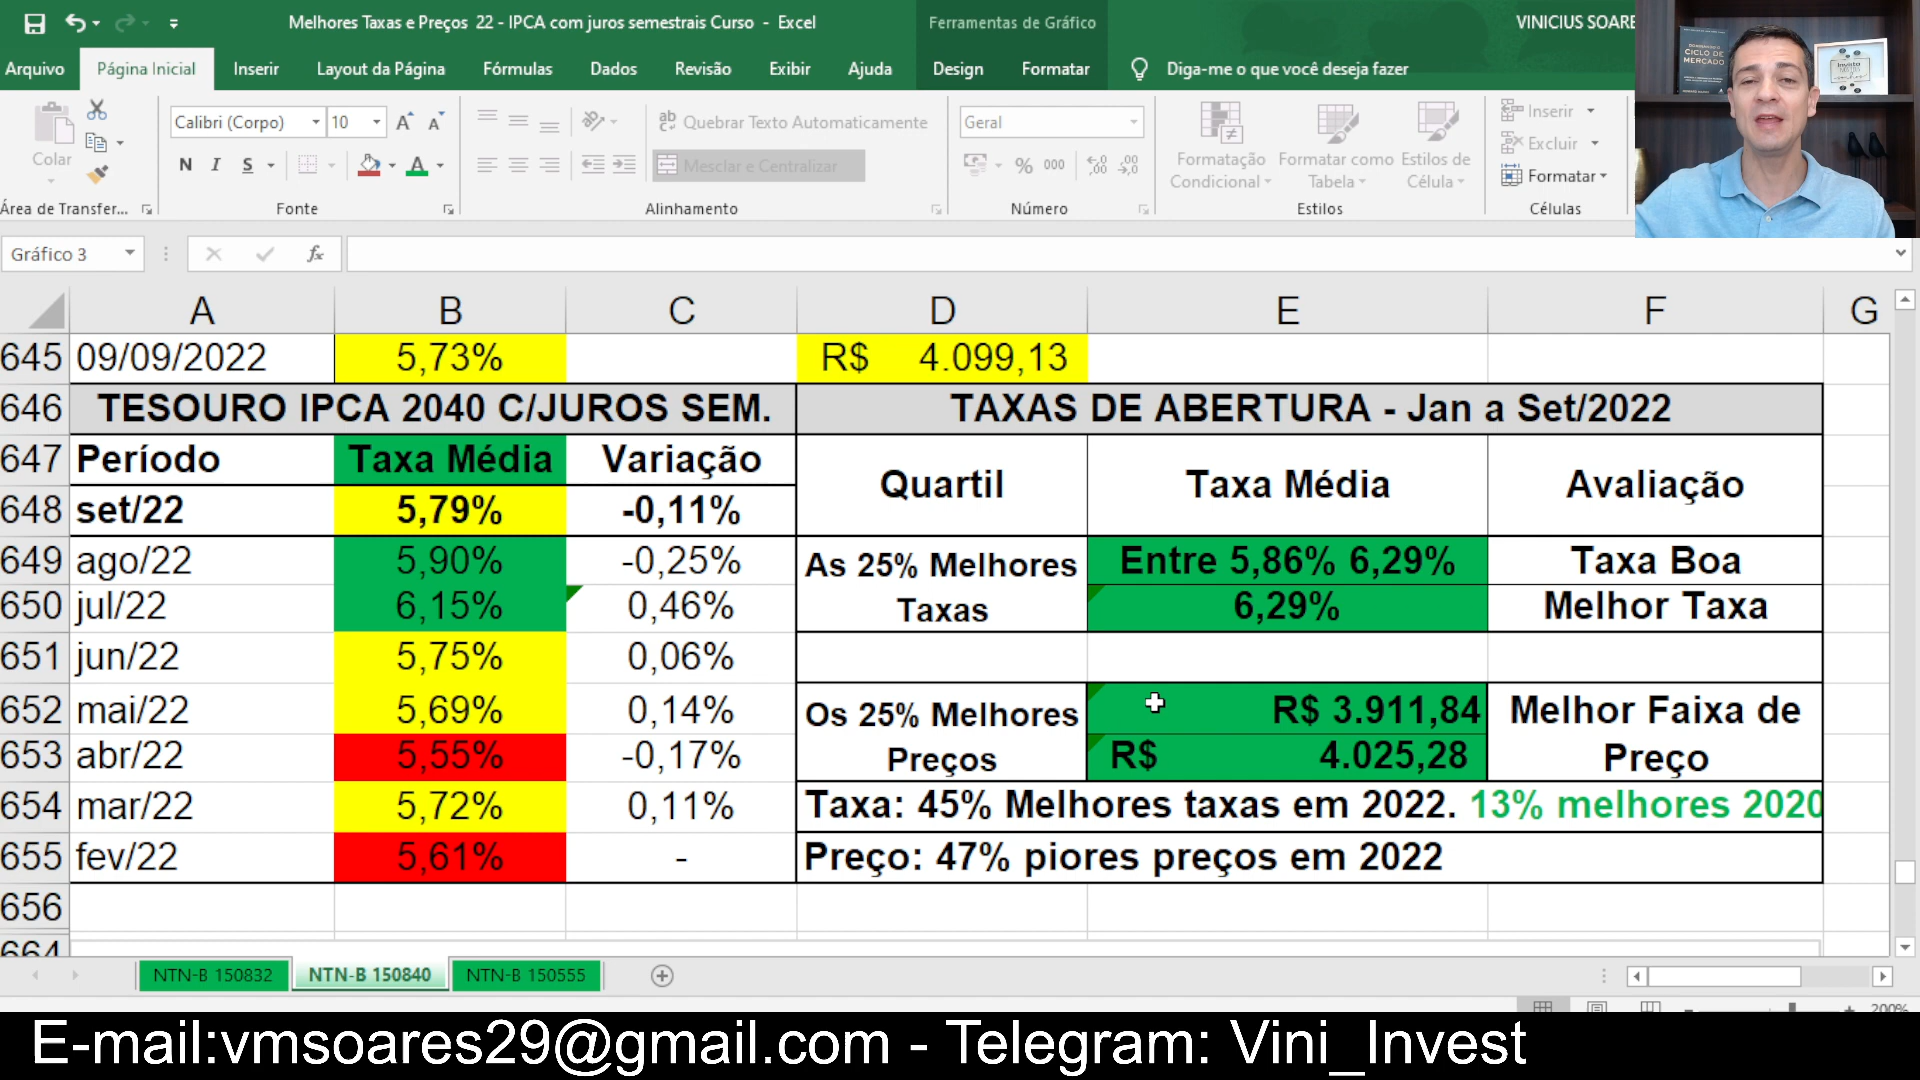 Melhores Taxas e Preços 22 - IPCA com juros semestrais Curso - Excel
Ferramentas de Gráfico
VINICIUS SOARE
Arquivo Página Inicial Inserir Layout da Página Fórmulas Dados Revisão Exibir Ajuda Design Formatar Diga-me o que você deseja fazer
CICLO DE
MERCADO
Colar
Calibri (Corpo) 10
N I S
Quebrar Texto Automaticamente
Mesclar e Centralizar
Geral
% 000
Formatação
Condicional
Formatar como
Tabela
Estilos de
Célula
Inserir
Excluir
Formatar
Área de Transfer... Fonte Alinhamento Número Estilos Células
Gráfico 3 fx
A B C D E F G
645 09/09/2022 5,73% R$ 4.099,13
646 TESOURO IPCA 2040 C/JUROS SEM. TAXAS DE ABERTURA - Jan a Set/2022
647 Período Taxa Média Variação
Quartil Taxa Média Avaliação
648 set/22 5,79% -0,11%
649 ago/22 5,90% -0,25% As 25% Melhores Entre 5,86% 6,29% Taxa Boa
650 jul/22 6,15% 0,46% Taxas 6,29% Melhor Taxa
651 jun/22 5,75% 0,06%
652 mai/22 5,69% 0,14% Os 25% Melhores R$ 3.911,84 Melhor Faixa de
653 abr/22 5,55% -0,17% Preços R$ 4.025,28 Preço
654 mar/22 5,72% 0,11% Taxa: 45% Melhores taxas em 2022. 13% melhores 2020
655 fev/22 5,61% - Preço: 47% piores preços em 2022
656
664
NTN-B 150832 NTN-B 150840 NTN-B 150555
200%
E-mail:vmsoares29@gmail.com - Telegram: Vini_Invest